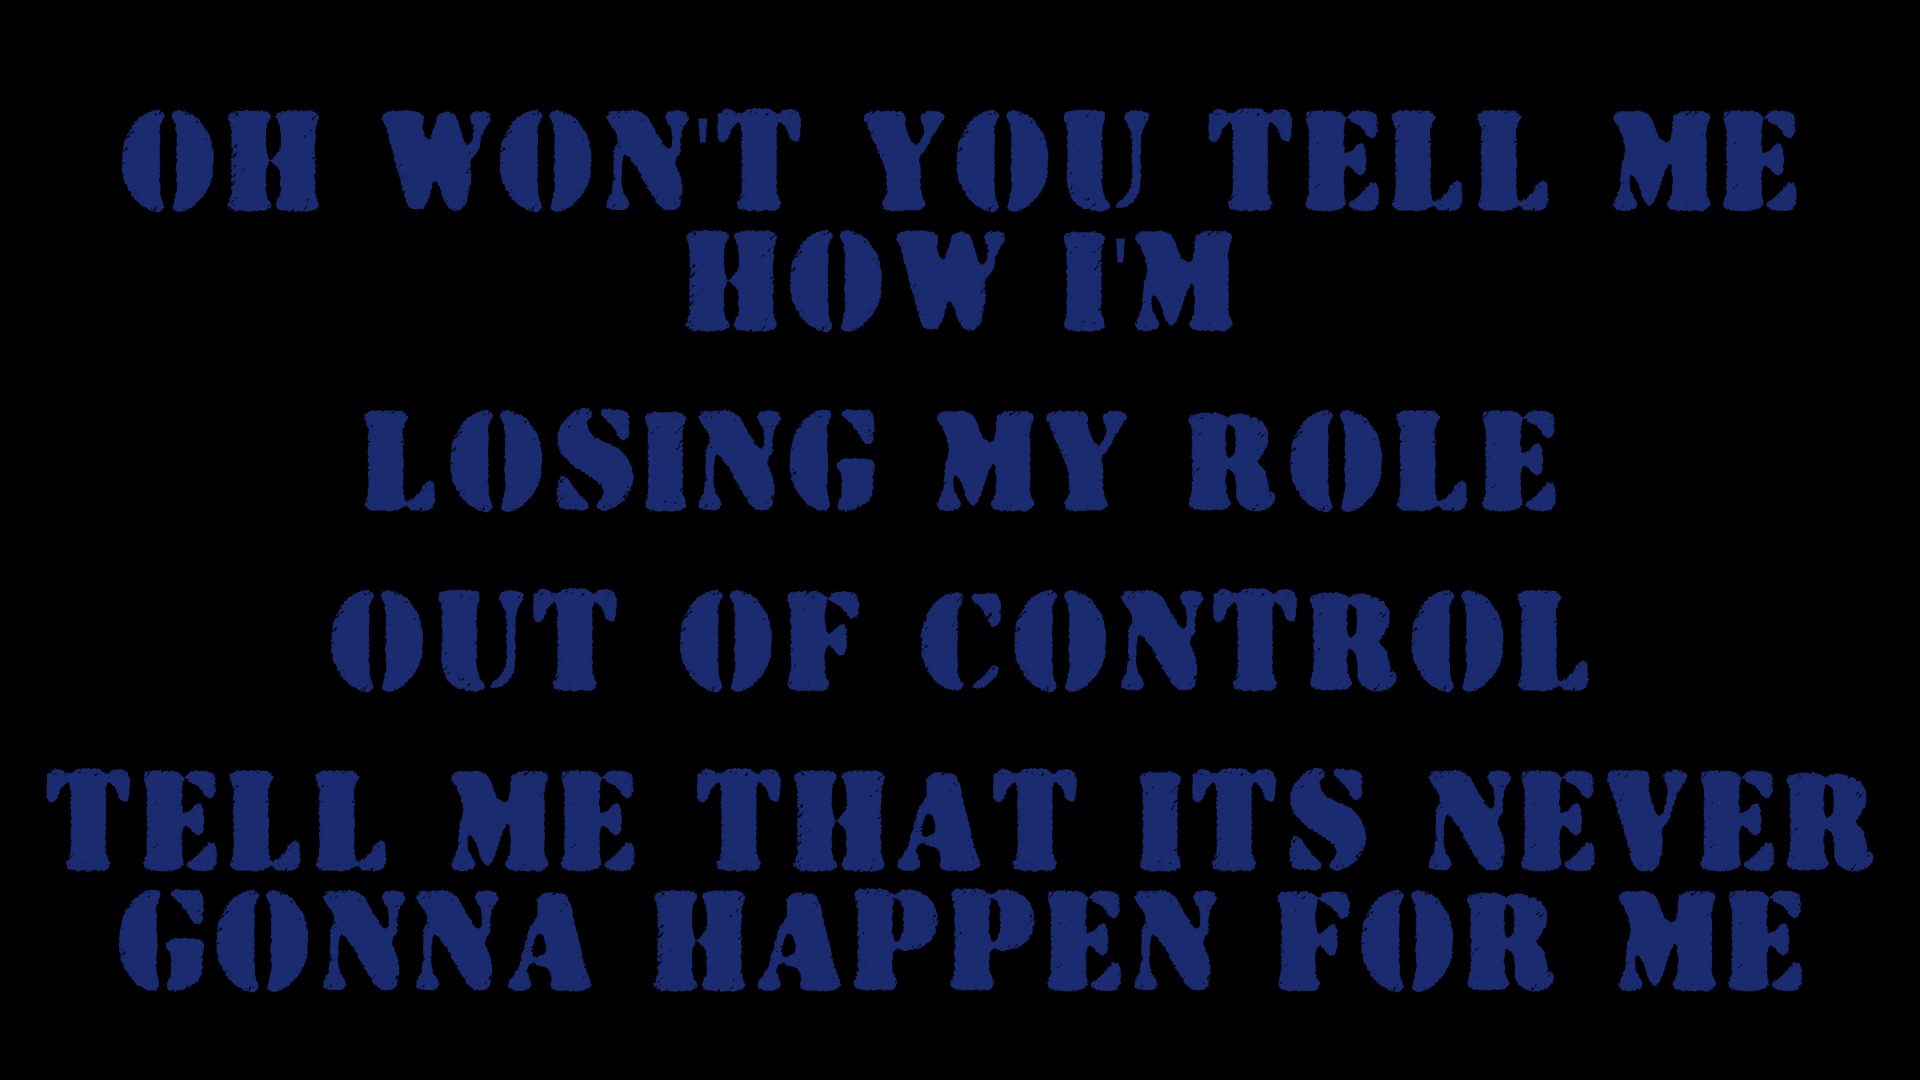 OH WON'T YOU TELL ME
HOW I'M
LOSING MY ROLE
OUT OF CONTROL
TELL ME THAT ITS NEVER
GONNA HAPPEN FOR ME